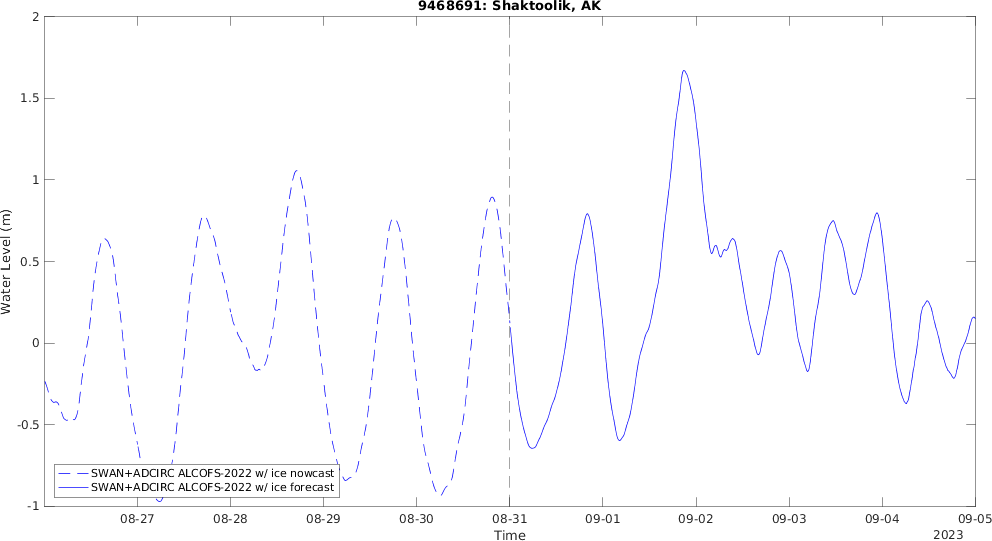 9468691: Shaktoolik, AK
Water Level (m)
2
1.5
1
0.5
0
-0.5
-1
SWAN+ADCIRC ALCOFS-2022 w/ ice nowcast
SWAN+ADCIRC ALCOFS-2022 w/ ice forecast
08-27 08-28 08-29 08-30 08-31 09-01 09-02 09-03 09-04 09-05
Time
2023